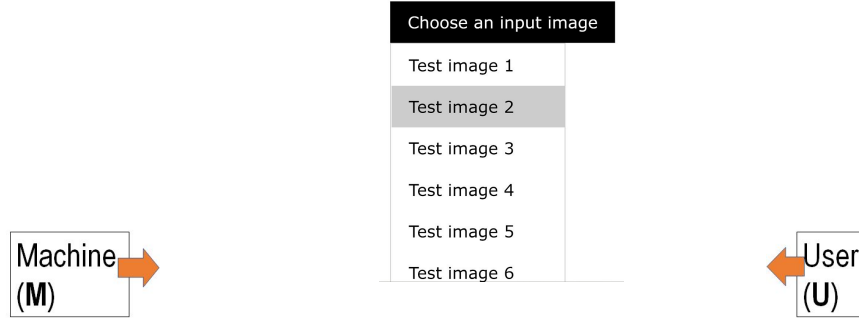 Choose an input image
Test image 1
Test image 2
Test image 3
Test image 4
Test image 5
Test image 6
Machine
(M)
User
(U)